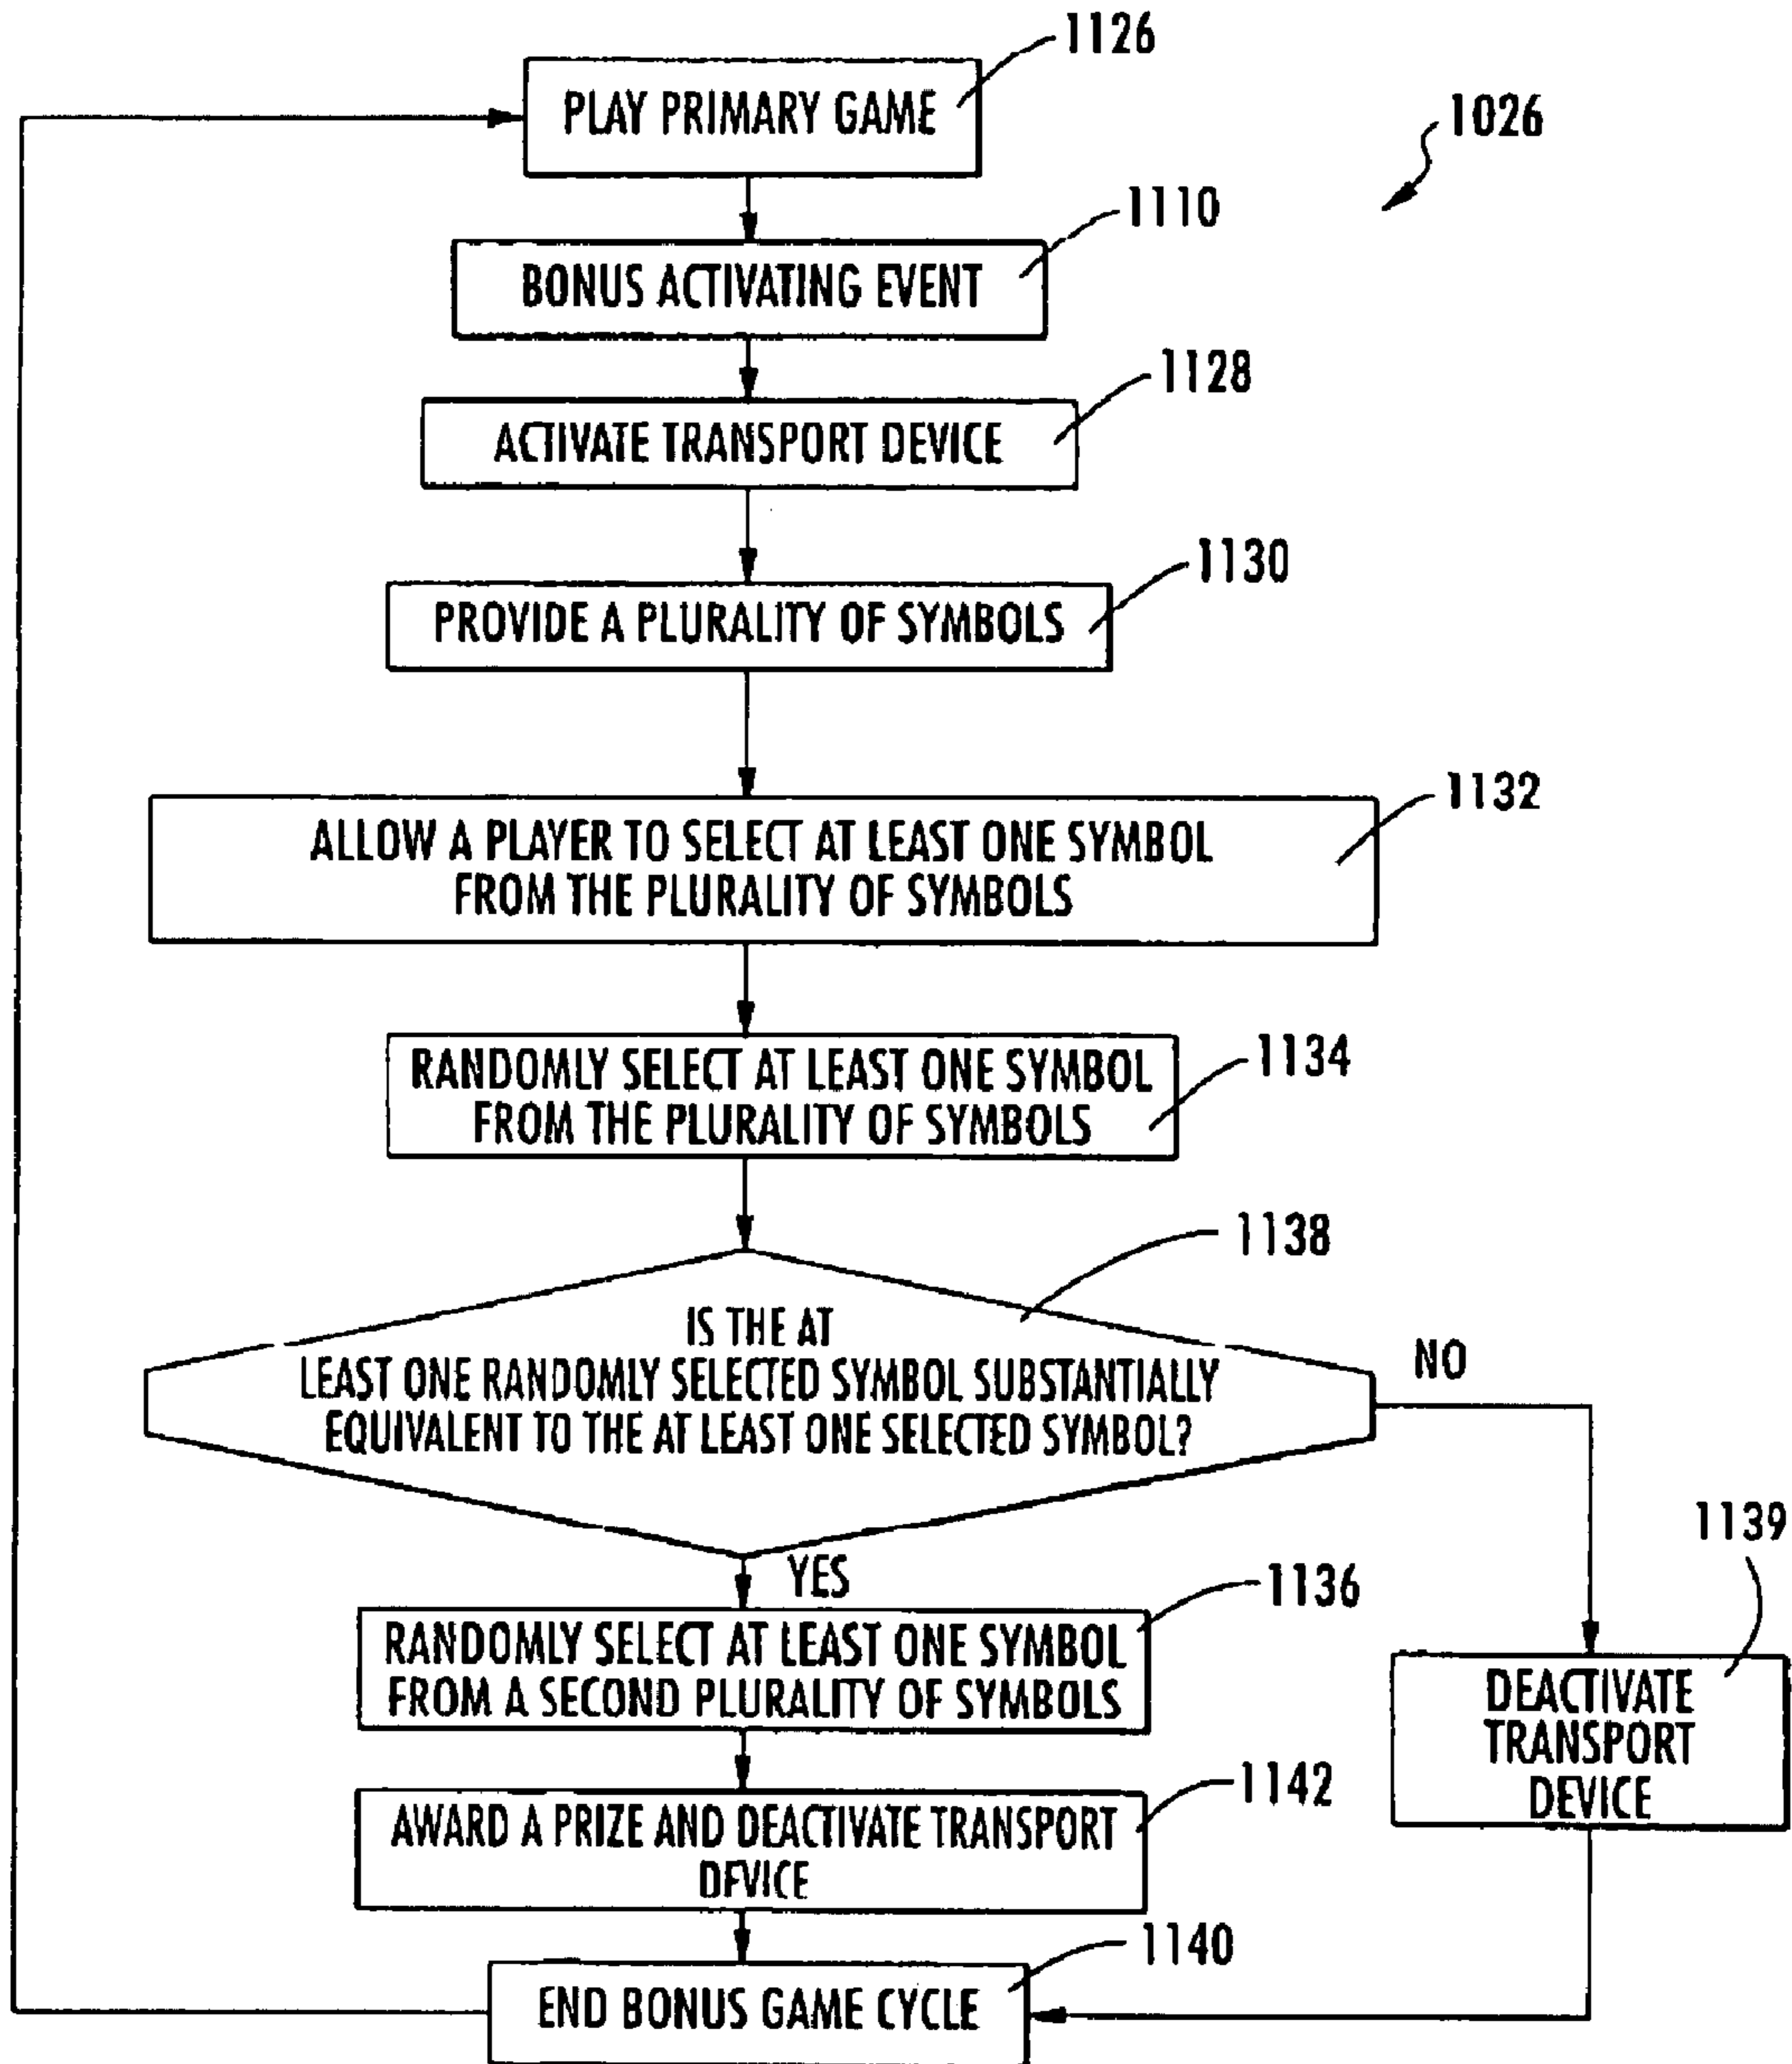 1126
PLAY PRIMARY GAME
1026
1110
BONUS ACTIVATING EVENT
1128
ACTIVATE TRANSPORT DEVICE
1130
PROVIDE A PLURALITY OF SYMBOLS
1132
ALLOW A PLAYER TO SELECT AT LEAST ONE SYMBOL
FROM THE PLURALITY OF SYMBOLS
1134
RANDOMLY SELECT AT LEAST ONE SYMBOL
FROM THE PLURALITY OF SYMBOLS
1138
IS THE AT
LEAST ONE RANDOMLY SELECTED SYMBOL SUBSTANTIALLY
EQUIVALENT TO THE AT LEAST ONE SELECTED SYMBOL?
NO
YES
1136
RANDOMLY SELECT AT LEAST ONE SYMBOL
FROM A SECOND PLURALITY OF SYMBOLS
1139
DEACTIVATE
TRANSPORT
DEVICE
1142
AWARD A PRIZE AND DEACTIVATE TRANSPORT
DEVICE
1140
END BONUS GAME CYCLE